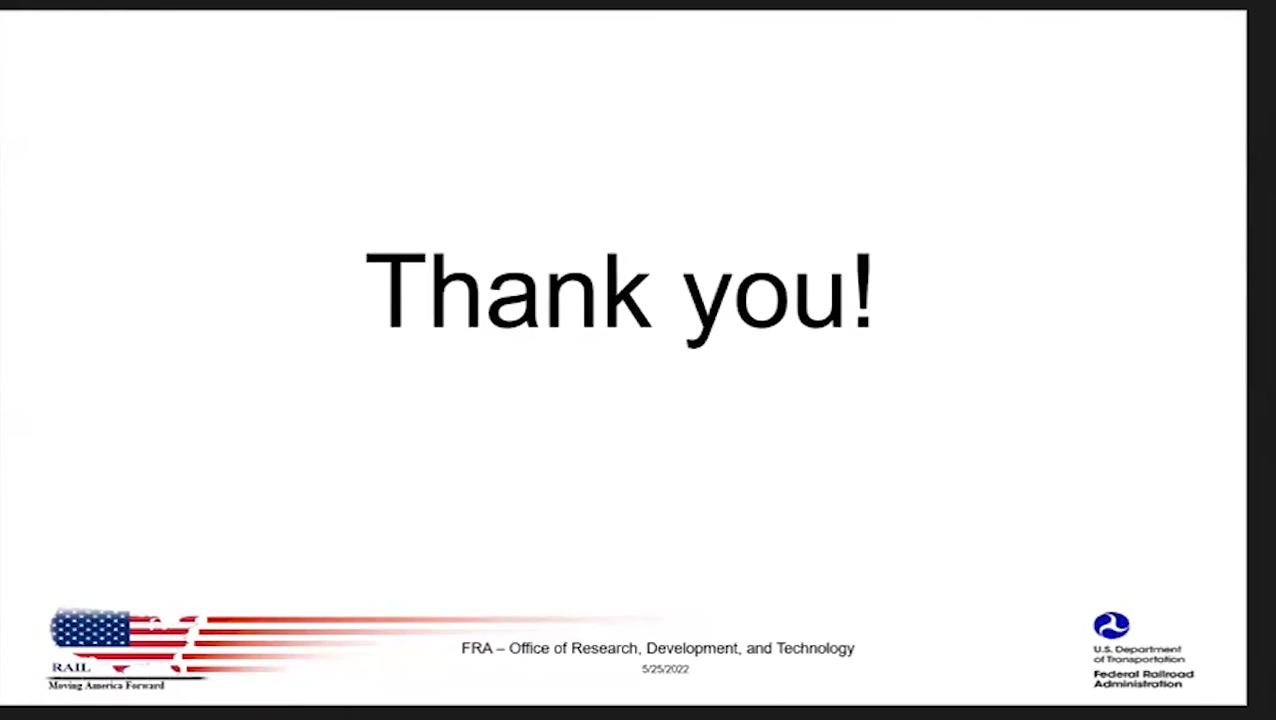 Thank you!
RAIL
Moving America Forward
FRA – Office of Research, Development, and Technology
5/25/2022
U.S. Department
of Transportation
Federal Railroad
Administration